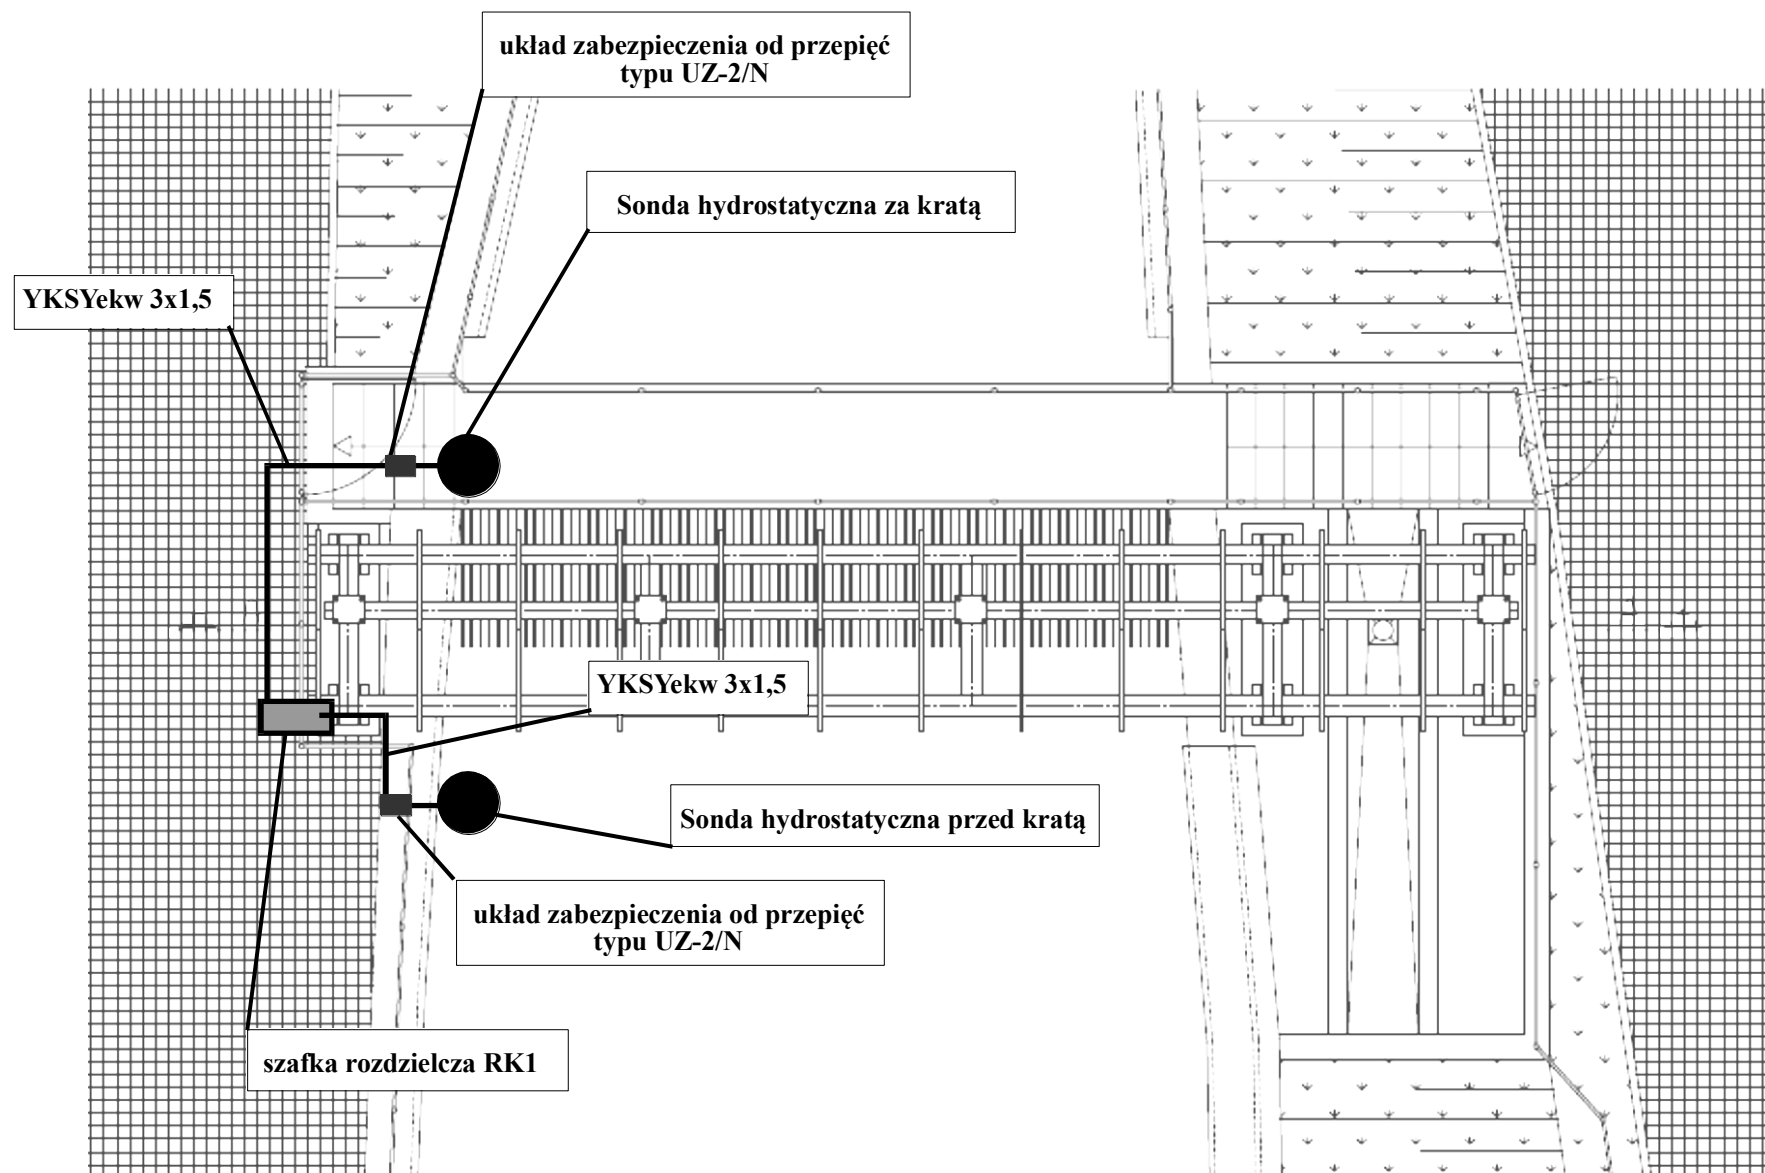 układ zabezpieczenia od przepięć
typu UZ-2/N
Sonda hydrostatyczna za kratą
YKSYekw 3x1,5
YKSYekw 3x1,5
Sonda hydrostatyczna przed kratą
układ zabezpieczenia od przepięć
typu UZ-2/N
szafka rozdzielcza RK1